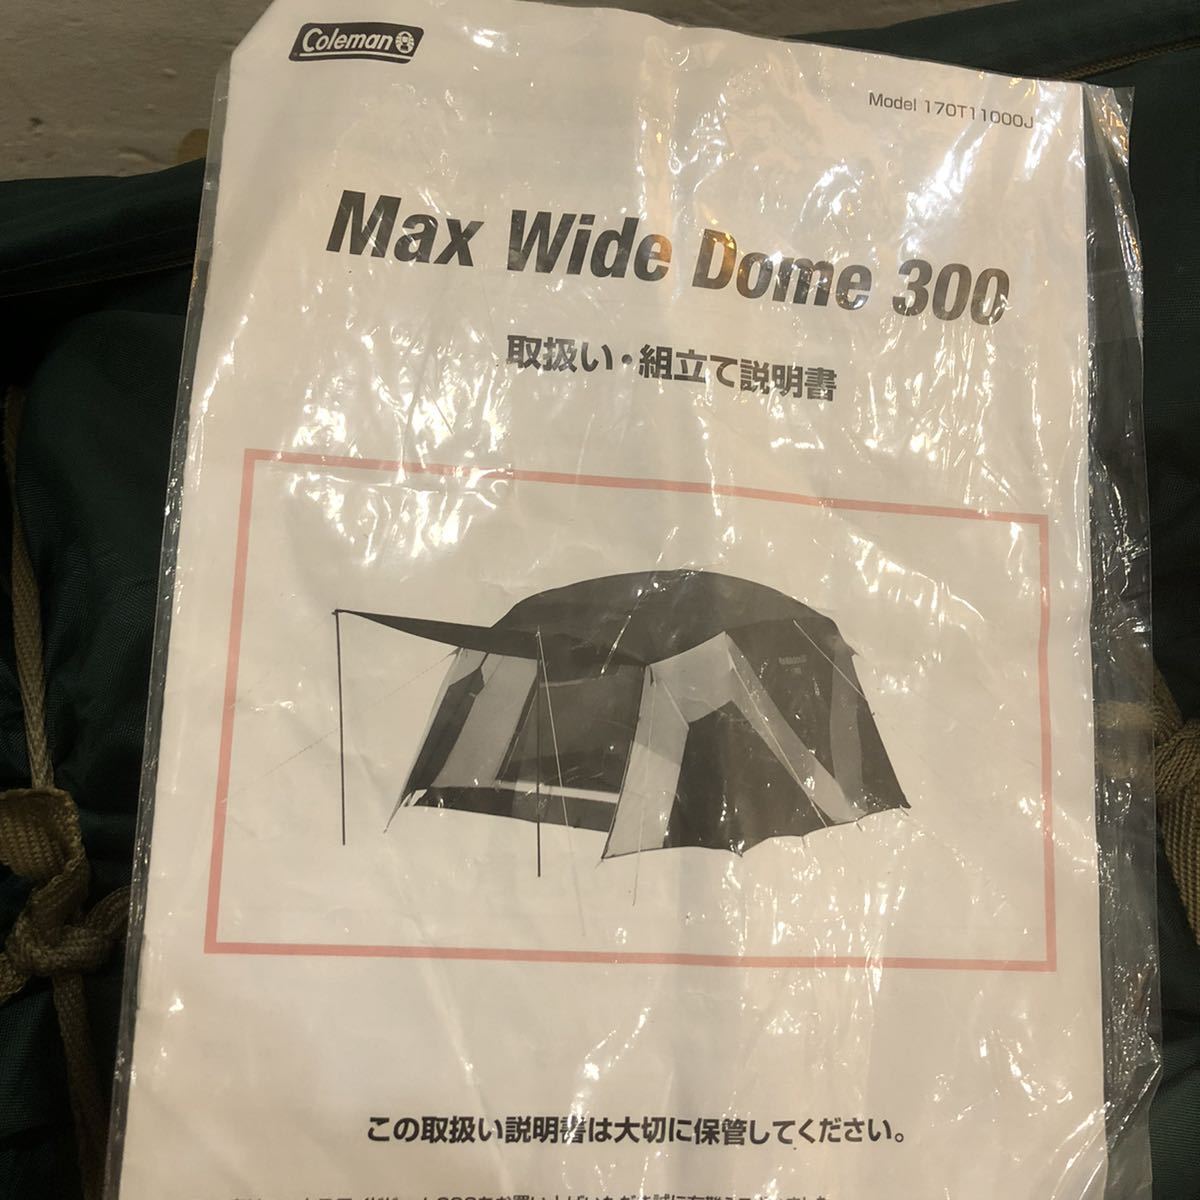 Coleman
Model 170T11000J
Max Wide Dome 300
取扱い・組立て説明書
この取扱い説明書は大切に保管してください。